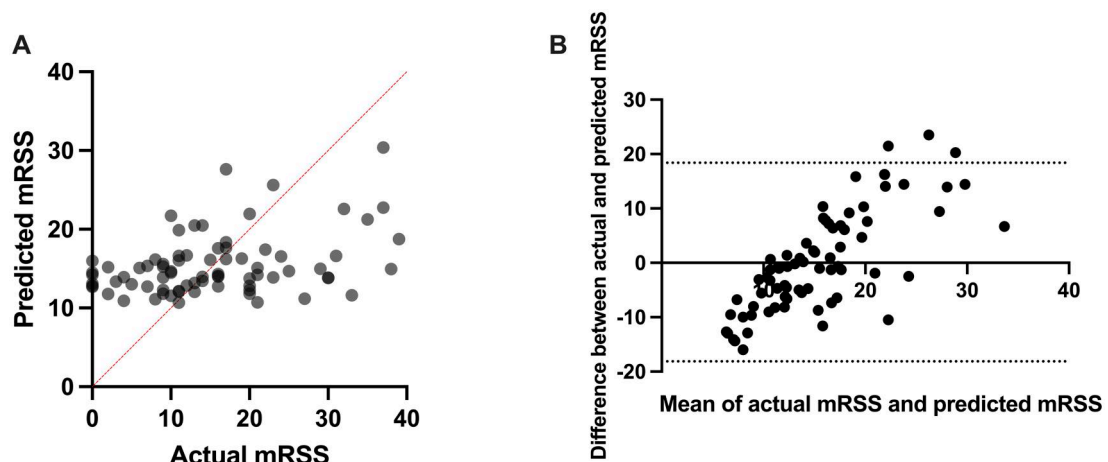 A
Predicted mRSS
40
30
20
10
0
0 10 20 30 40
Actual mRSS
B
Difference between actual and predicted mRSS
30
20
10
0
-10
-20
10 20 30 40
Mean of actual mRSS and predicted mRSS